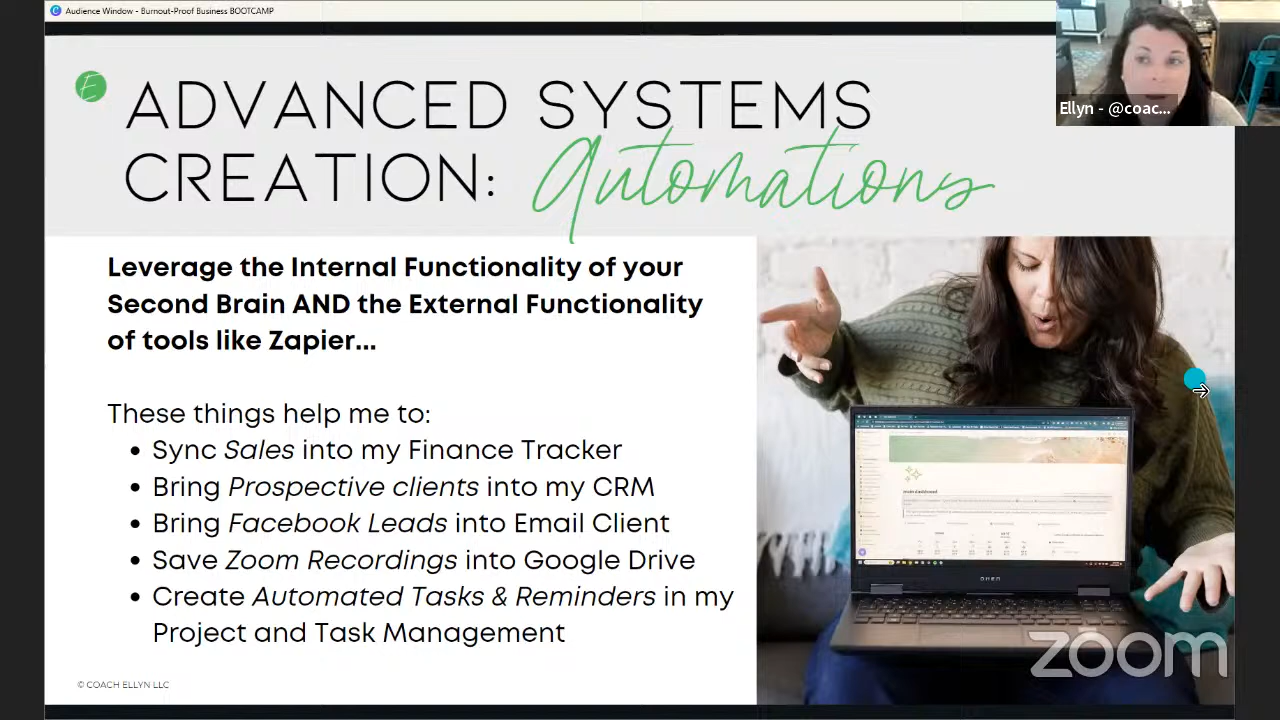 Audience Window - Burnout-Proof Business BOOTCAMP
Ellyn - @coac...
E
ADVANCED SYSTEMS
CREATION: Automations
Leverage the Internal Functionality of your
Second Brain AND the External Functionality
of tools like Zapier...
These things help me to:
• Sync Sales into my Finance Tracker
• Bring Prospective clients into my CRM
• Bring Facebook Leads into Email Client
• Save Zoom Recordings into Google Drive
• Create Automated Tasks & Reminders in my
Project and Task Management
main dashboard
omen
zoom
© COACH ELLYN LLC